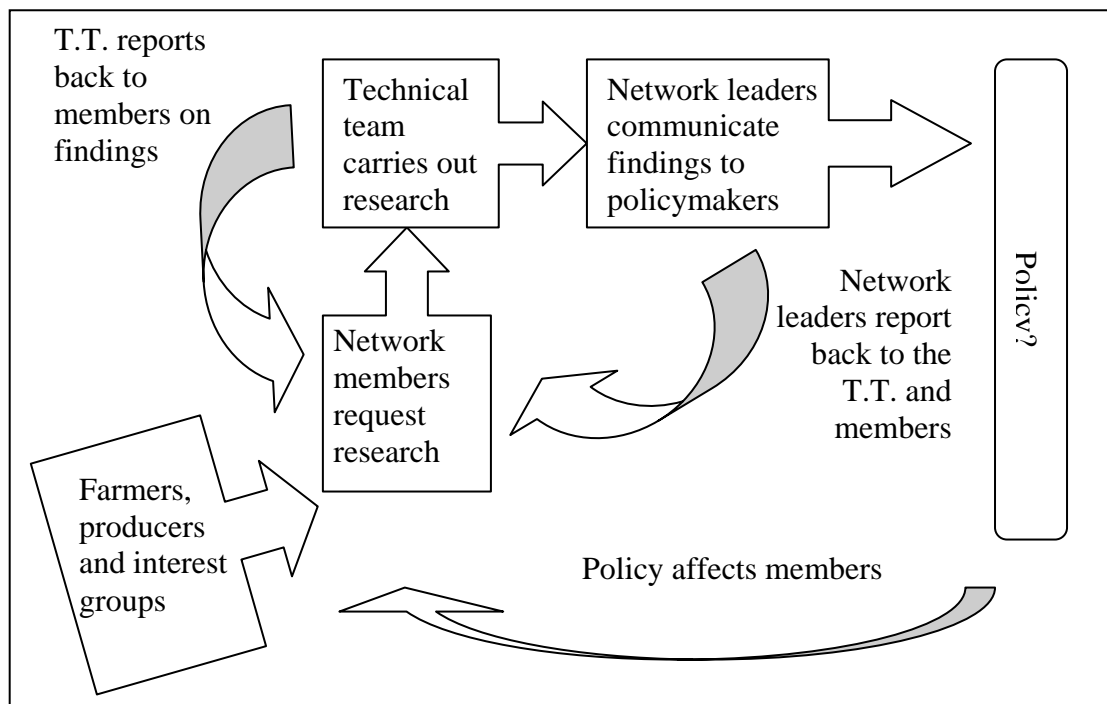 T.T. reports
back to
members on
findings
Technical
team
carries out
research
Network leaders
communicate
findings to
policymakers
Policy?
Network
leaders report
back to the
T.T. and
members
Network
members
request
research
Farmers,
producers
and interest
groups
Policy affects members